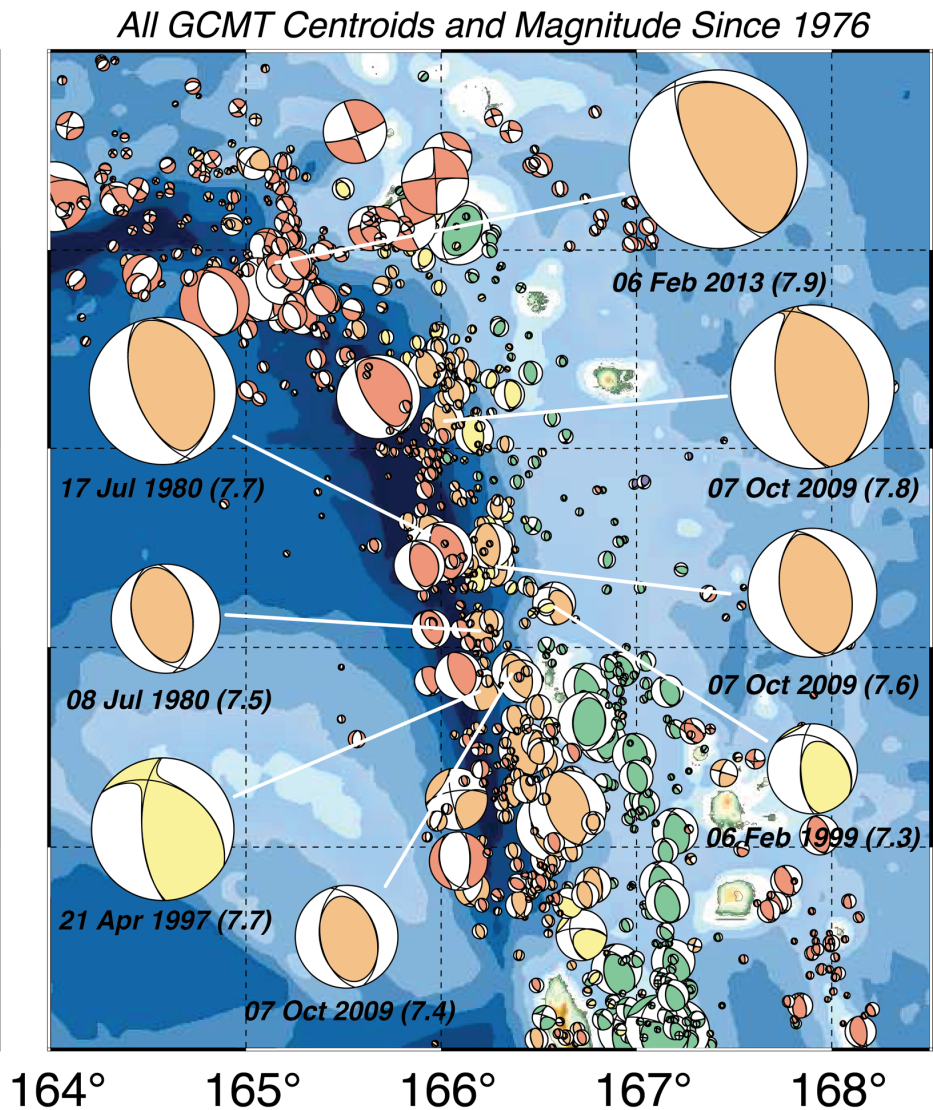 All GCMT Centroids and Magnitude Since 1976
06 Feb 2013 (7.9)
17 Jul 1980 (7.7)
07 Oct 2009 (7.8)
08 Jul 1980 (7.5)
07 Oct 2009 (7.6)
06 Feb 1999 (7.3)
21 Apr 1997 (7.7)
07 Oct 2009 (7.4)
164° 165° 166° 167° 168°